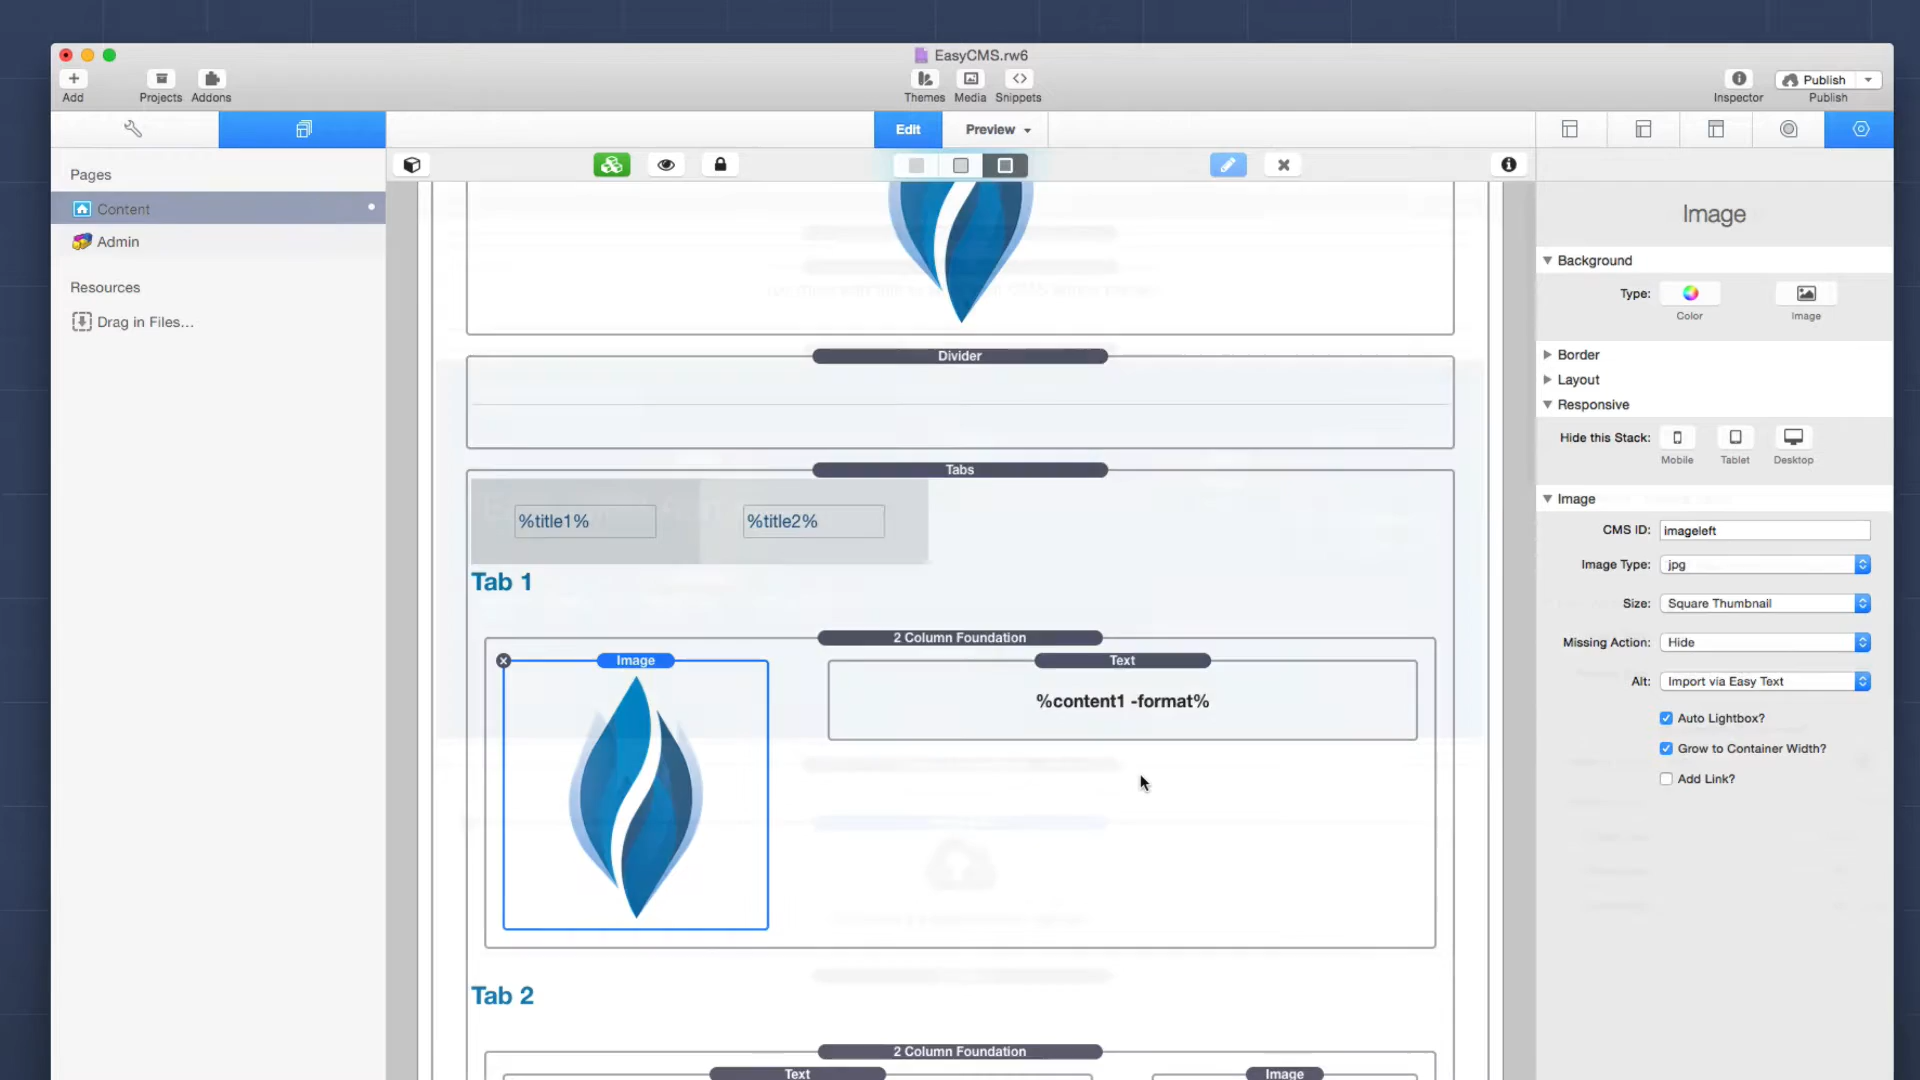 EasyCMS.rw6
Add
Projects
Addons
Themes
Media
Snippets
Inspector
Publish
Publish
Edit
Preview
Pages
Content
Admin
Resources
Drag in Files...
Divider
Tabs
%title1%
%title2%
Tab 1
2 Column Foundation
Image
Text
%content1 -format%
Tab 2
2 Column Foundation
Text
Image
Image
Background
Type:
Color
Image
Border
Layout
Responsive
Hide this Stack:
Mobile
Tablet
Desktop
Image
CMS ID: imageleft
Image Type: jpg
Size: Square Thumbnail
Missing Action: Hide
Alt: Import via Easy Text
Auto Lightbox?
Grow to Container Width?
Add Link?